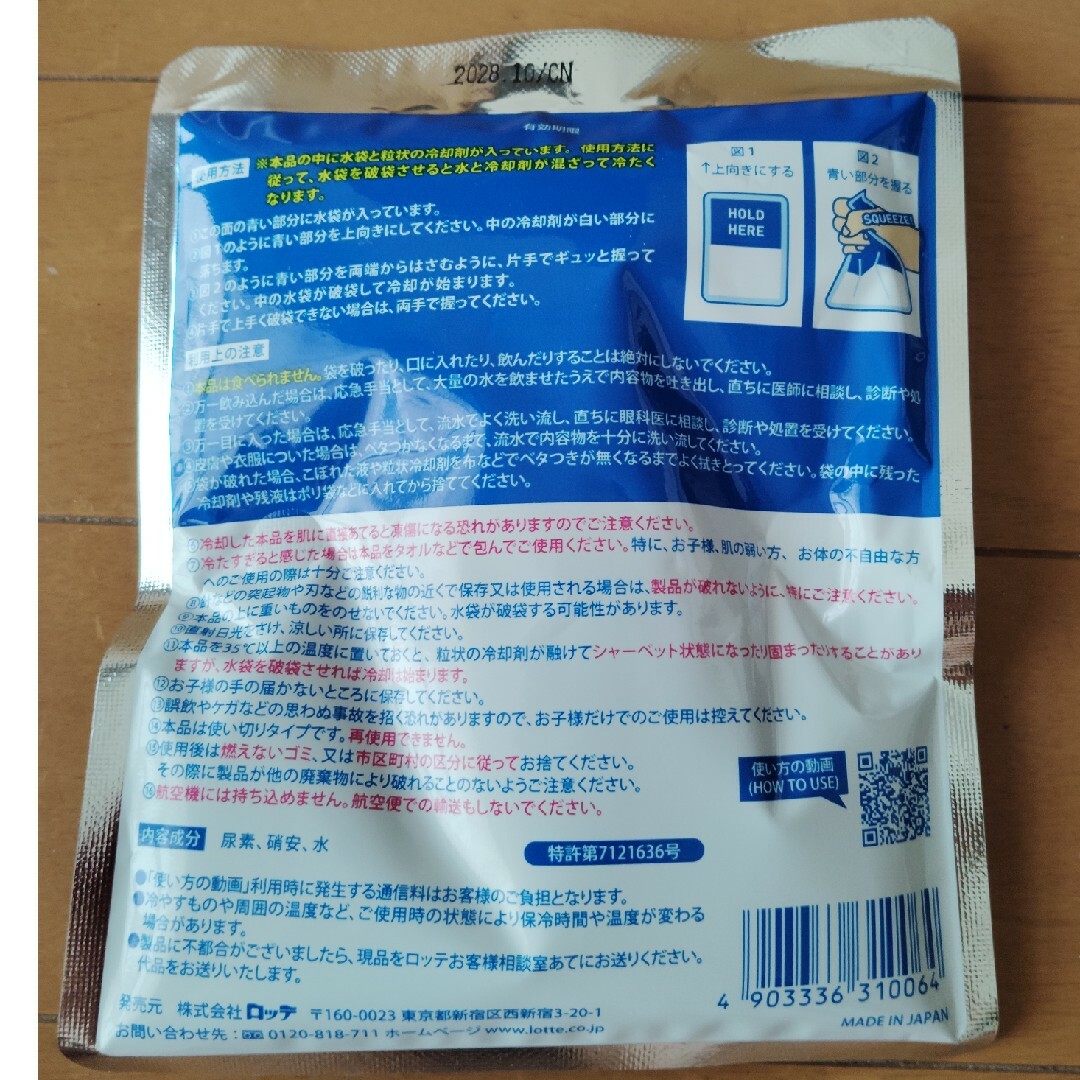 2028.10/CN
有効期限
使用方法
※本品の中に水袋と粒状の冷却剤が入っています。使用方法に
従って、水袋を破袋させると水と冷却剤が混ざって冷たく
なります。
①この面の青い部分に水袋が入っています。
②図1のように青い部分を上向きにしてください。中の冷却剤が白い部分に
落ちます。
③図2のように青い部分を両端からはさむように、片手でギュッと握って
ください。中の水袋が破袋して冷却が始まります。
④片手で上手く破袋できない場合は、両手で握ってください。
図1
↑上向きにする
HOLD
HERE
図2
青い部分を握る
SQUEEZE!
利用上の注意
①本品は食べられません。袋を破ったり、口に入れたり、飲んだりすることは絶対にしないでください。
②万一飲み込んだ場合は、応急手当として、大量の水を飲ませたうえで内容物を吐き出し、直ちに医師に相談し、診断や処
置を受けてください。
③万一目に入った場合は、応急手当として、流水でよく洗い流し、直ちに眼科医に相談し、診断や処置を受けてください。
④皮膚や衣服についた場合は、ベタつかなくなるまで、流水で内容物を十分に洗い流してください。
⑤袋が破れた場合、こぼれた液や粒状冷却剤を布などでベタつきが無くなるまでよく拭きとってください。袋の中に残った
冷却剤や残液はポリ袋などに入れてから捨ててください。
⑥冷却した本品を肌に直接あてると凍傷になる恐れがありますのでご注意ください。
⑦冷たすぎると感じた場合は本品をタオルなどで包んでご使用ください。特に、お子様、肌の弱い方、お体の不自由な方
へのご使用の際は十分ご注意ください。
⑧などの突起物や刃などの鋭利な物の近くで保存又は使用される場合は、製品が破れないように、特にご注意ください。
⑨本品の上に重いものをのせないでください。水袋が破袋する可能性があります。
⑩直射日光をさけ、涼しい所に保存してください。
⑪本品を35℃以上の温度に置いておくと、粒状の冷却剤が融けてシャーベット状態になったり固まったりすることがあり
ますが、水袋を破袋させれば冷却は始まります。
⑫お子様の手の届かないところに保存してください。
⑬誤飲やケガなどの思わぬ事故を招く恐れがありますので、お子様だけでのご使用は控えてください。
⑭本品は使い切りタイプです。再使用できません。
⑮使用後は燃えないゴミ、又は市区町村の区分に従ってお捨てください。
その際に製品が他の廃棄物により破れることのないようご注意ください。
⑯航空機には持ち込めません。航空便での輸送もしないでください。
使い方の動画
(HOW TO USE)
内容成分 尿素、硝安、水
特許第7121636号
●「使い方の動画」利用時に発生する通信料はお客様のご負担となります。
●冷やすものや周囲の温度など、ご使用時の状態により保冷時間や温度が変わる
場合があります。
●製品に不都合がございましたら、現品をロッテお客様相談室あてにお送りください。
代品をお送りいたします。
発売元 株式会社 ロッテ 〒160-0023 東京都新宿区西新宿3-20-1
お問い合わせ先：0120-818-711 ホームページ www.lotte.co.jp
4 903336 310064
MADE IN JAPAN